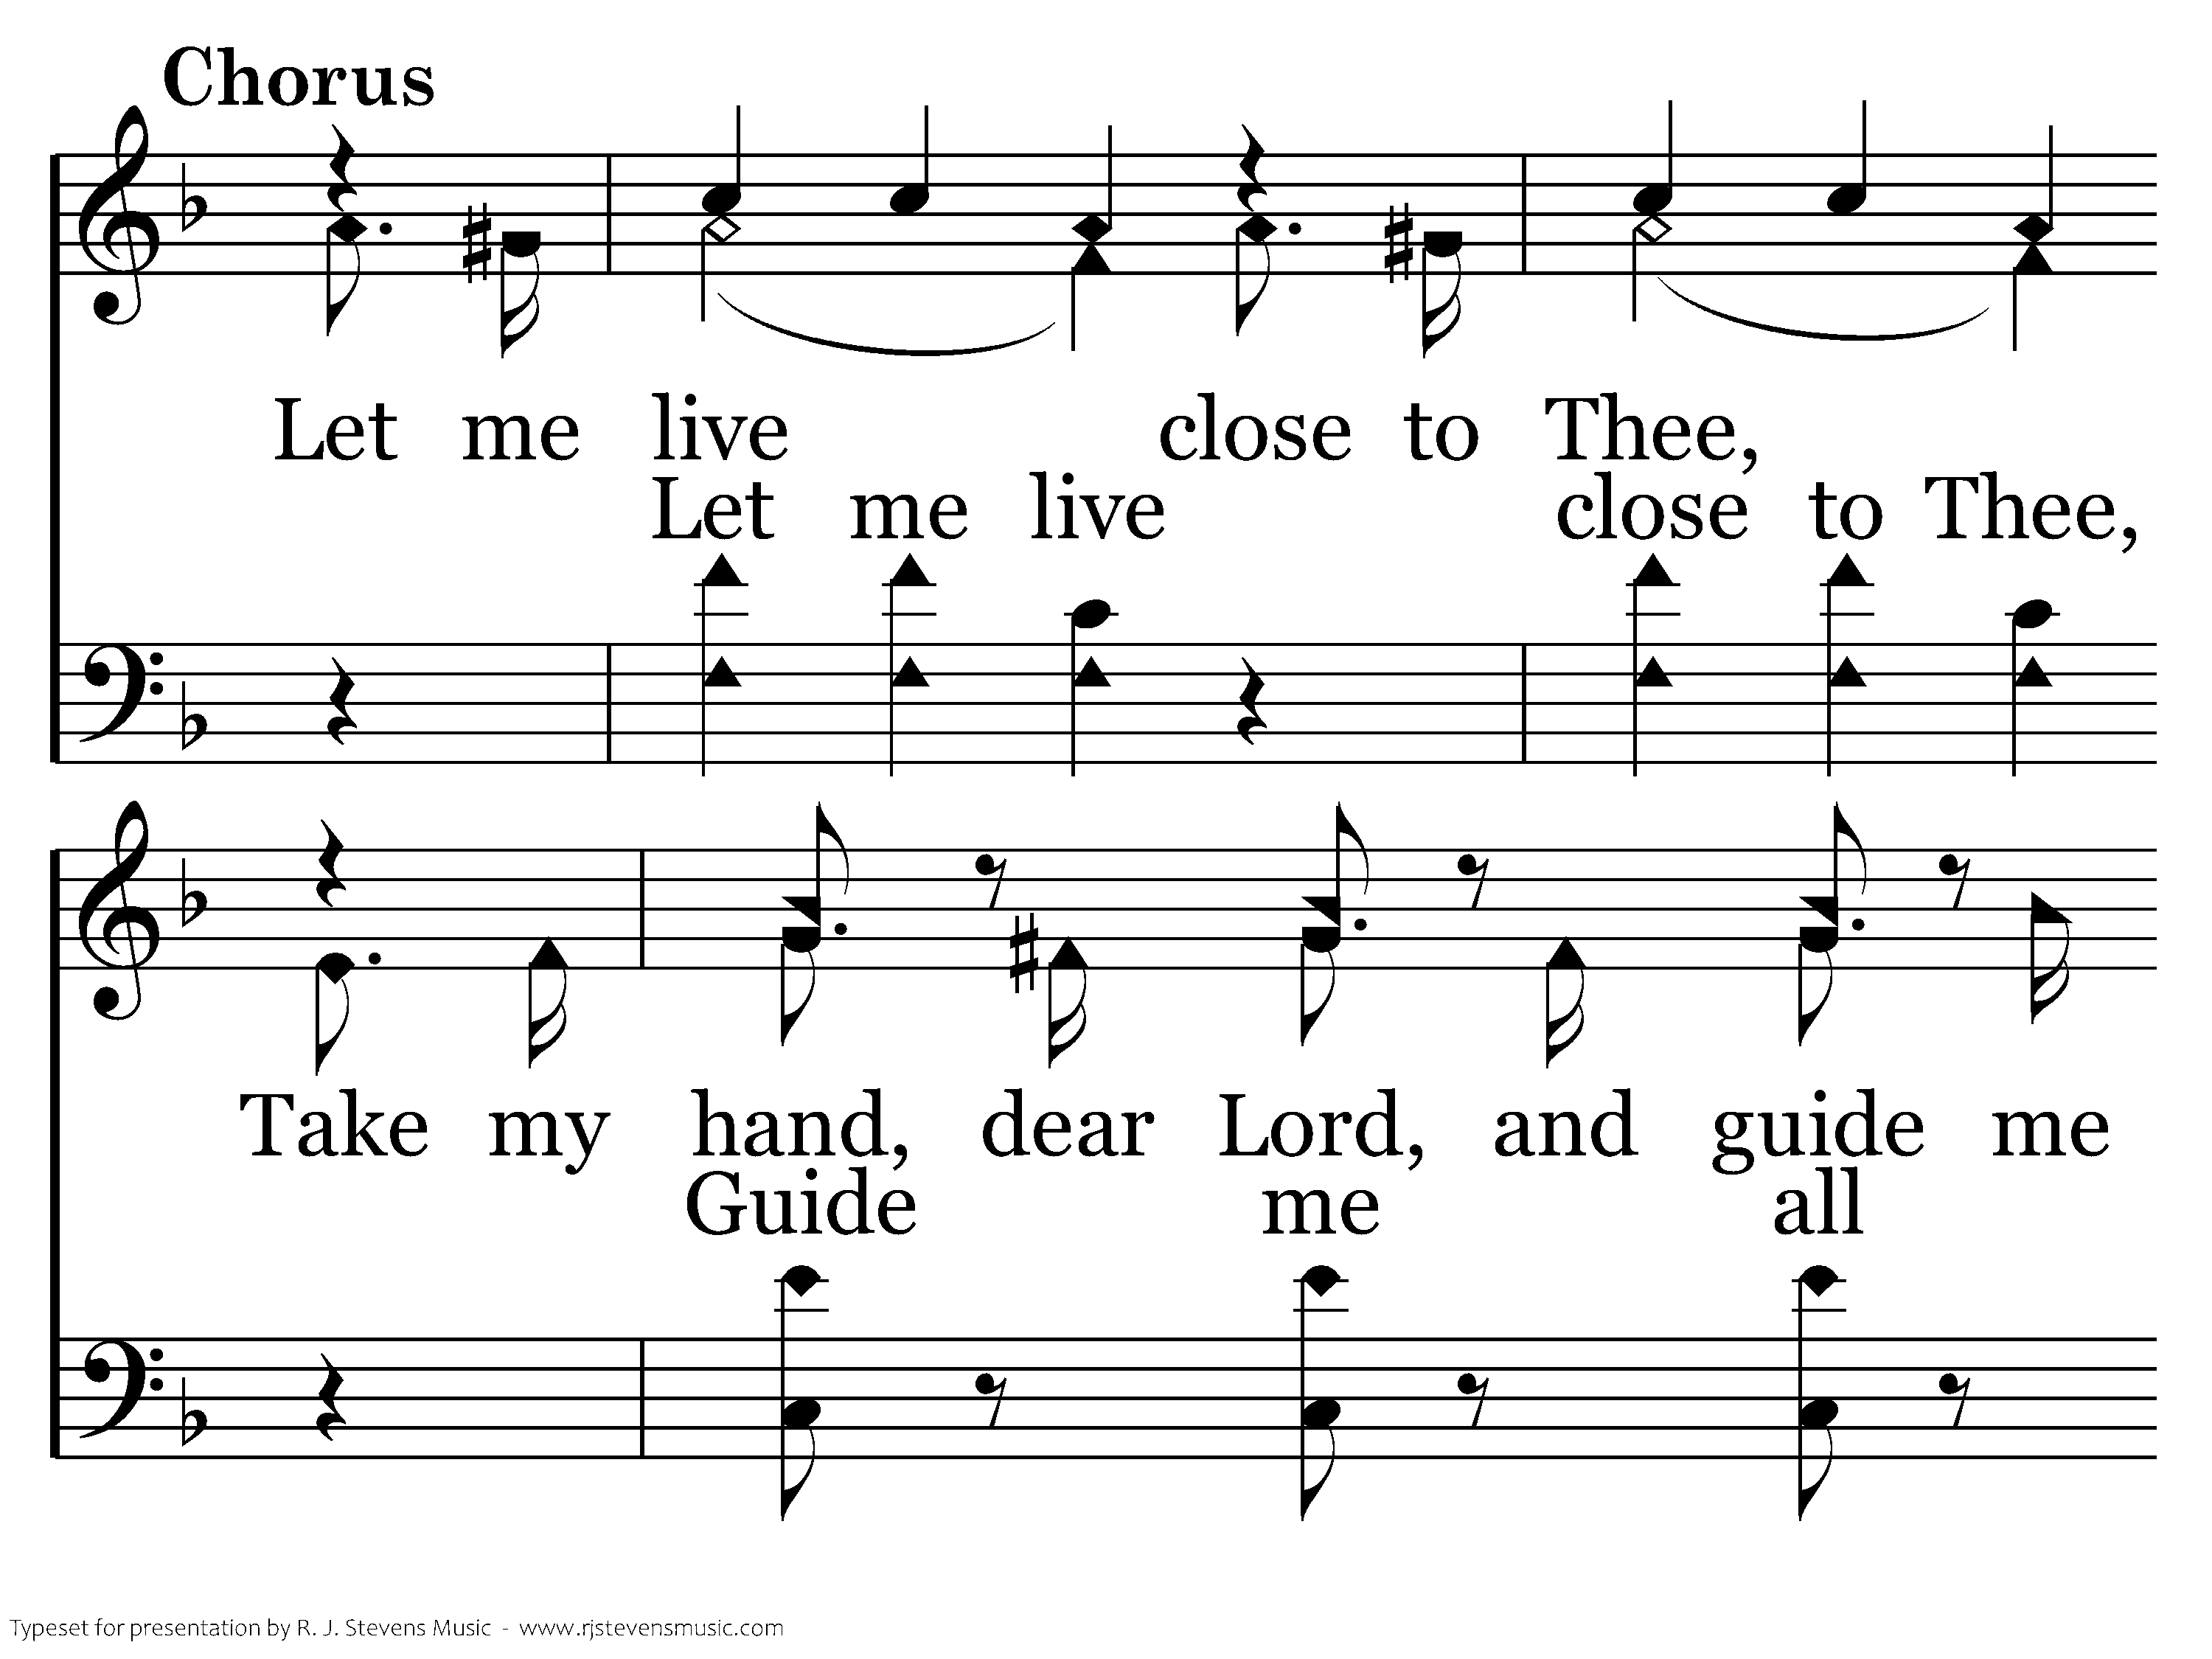 Chorus
Let me live close to Thee,
Let me live close to Thee,
Take my hand, dear Lord, and guide me
Guide me all
Typeset for presentation by R. J. Stevens Music - www.rjstevensmusic.com